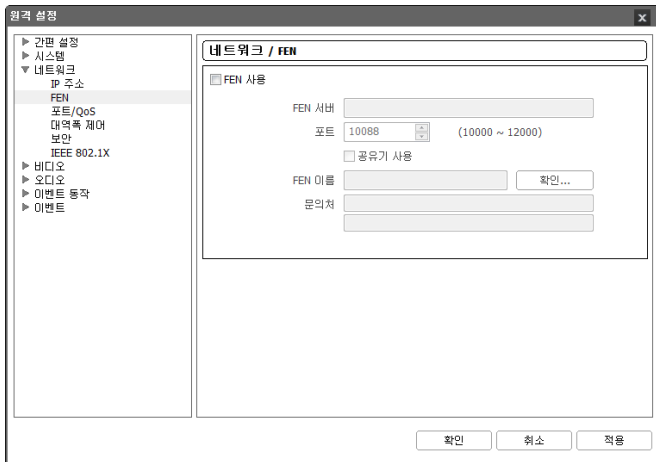 원격 설정
간편 설정
시스템
네트워크
IP 주소
FEN
포트/QoS
대역폭 제어
보안
IEEE 802.1X
비디오
오디오
이벤트 동작
이벤트
네트워크 / FEN
FEN 사용
FEN 서버
포트 10088 (10000 ~ 12000)
공유기 사용
FEN 이름 확인...
문의처
확인 취소 적용